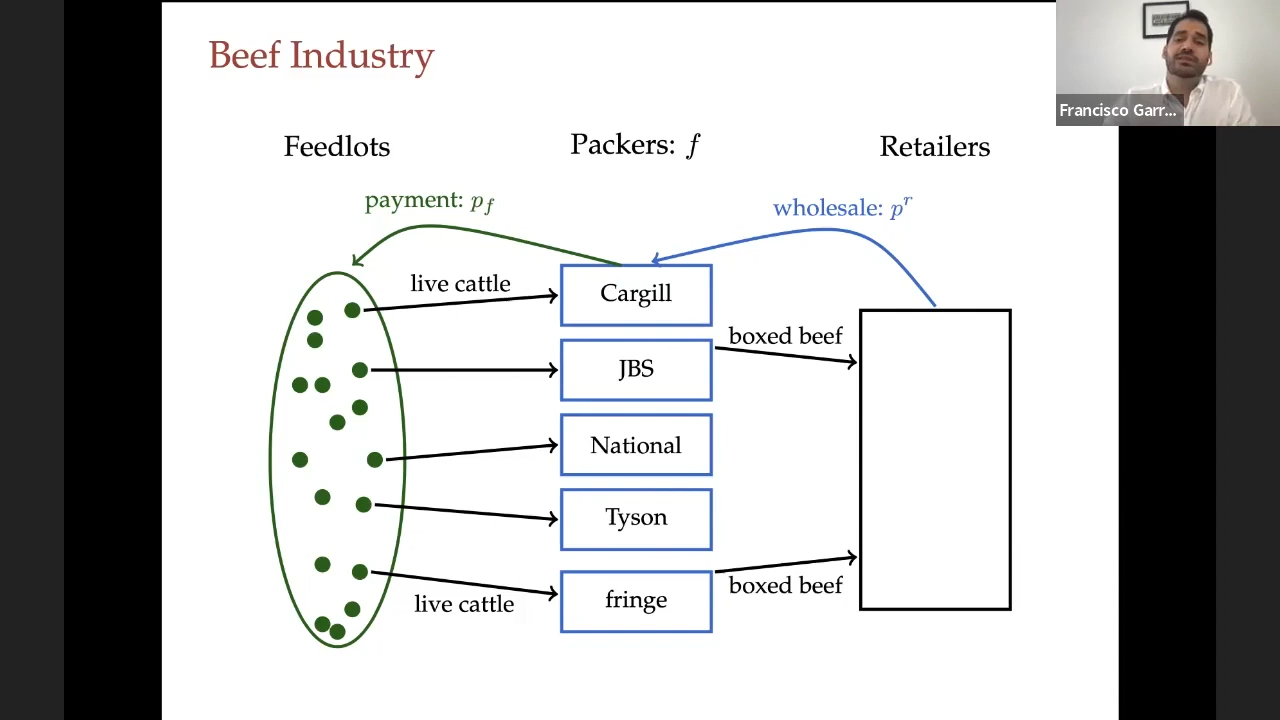 Beef Industry
Francisco Garr...
Feedlots
Packers: f
Retailers
payment: p_f
wholesale: p^r
live cattle
Cargill
boxed beef
JBS
National
Tyson
fringe
live cattle
boxed beef